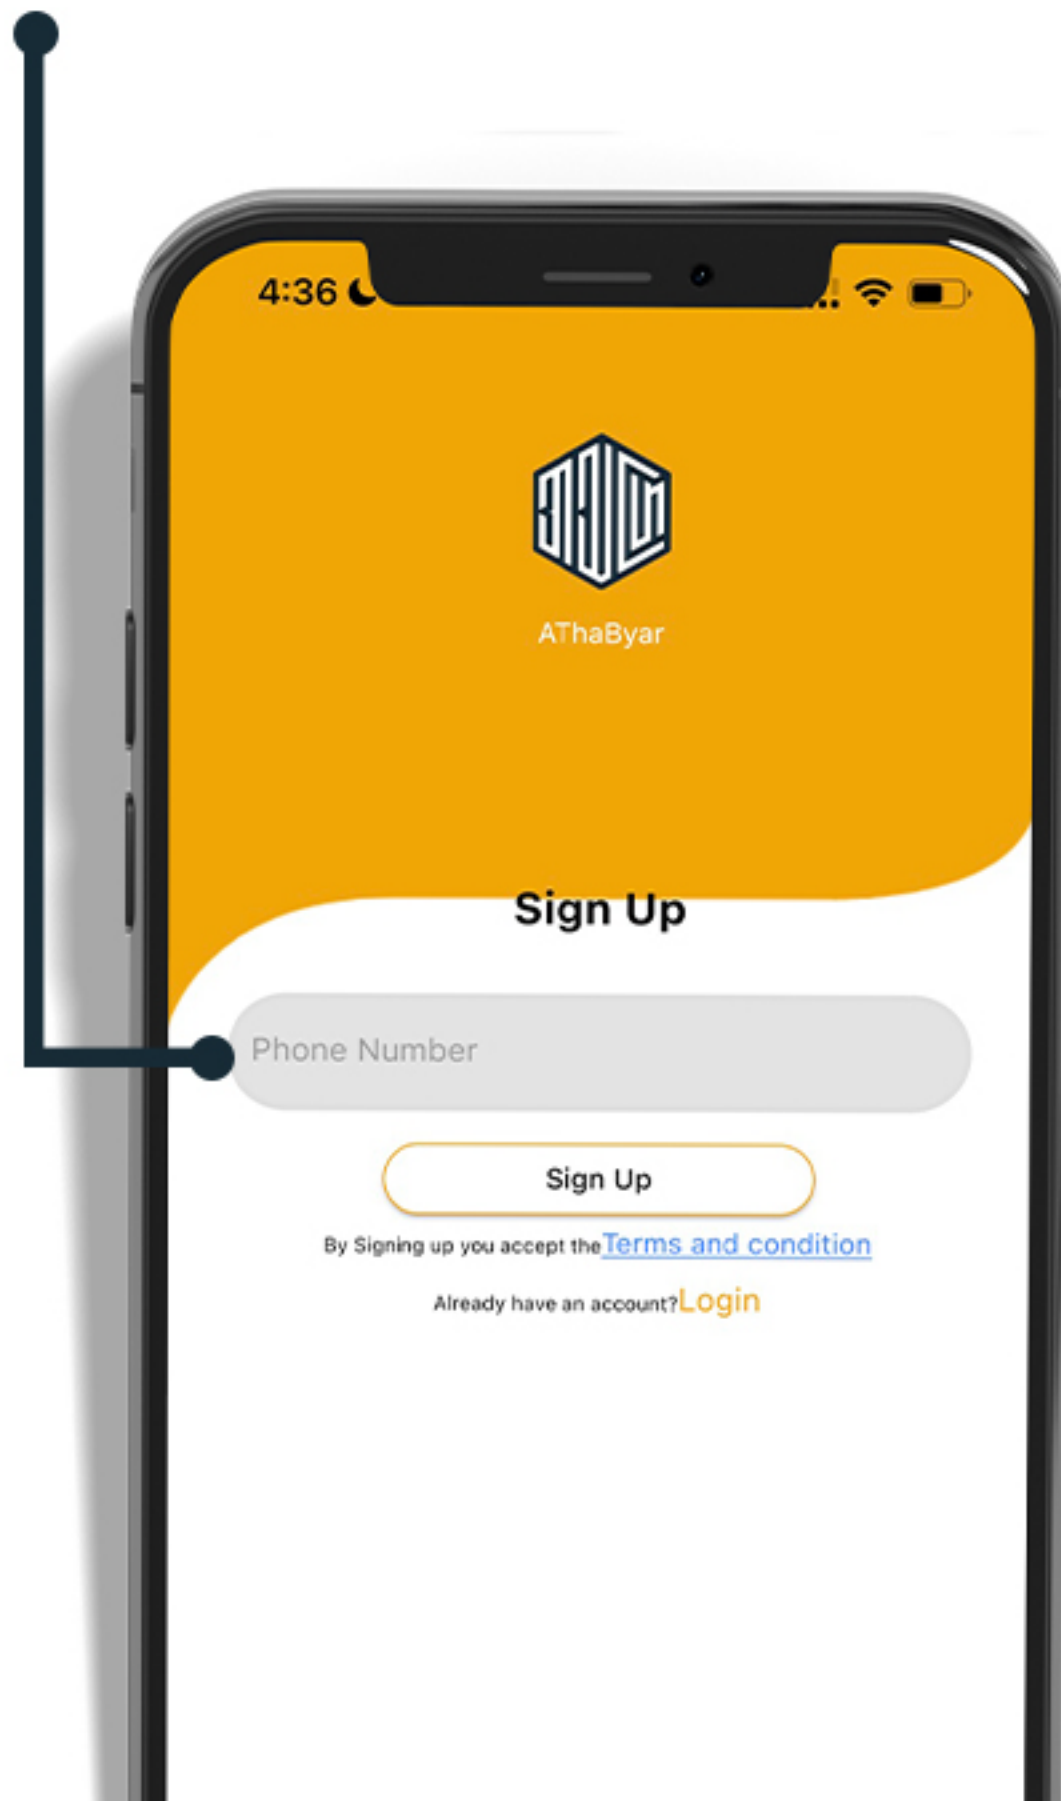 4:36
AThaByar
Sign Up
Phone Number
Sign Up
By Signing up you accept the Terms and condition
Already have an account? Login